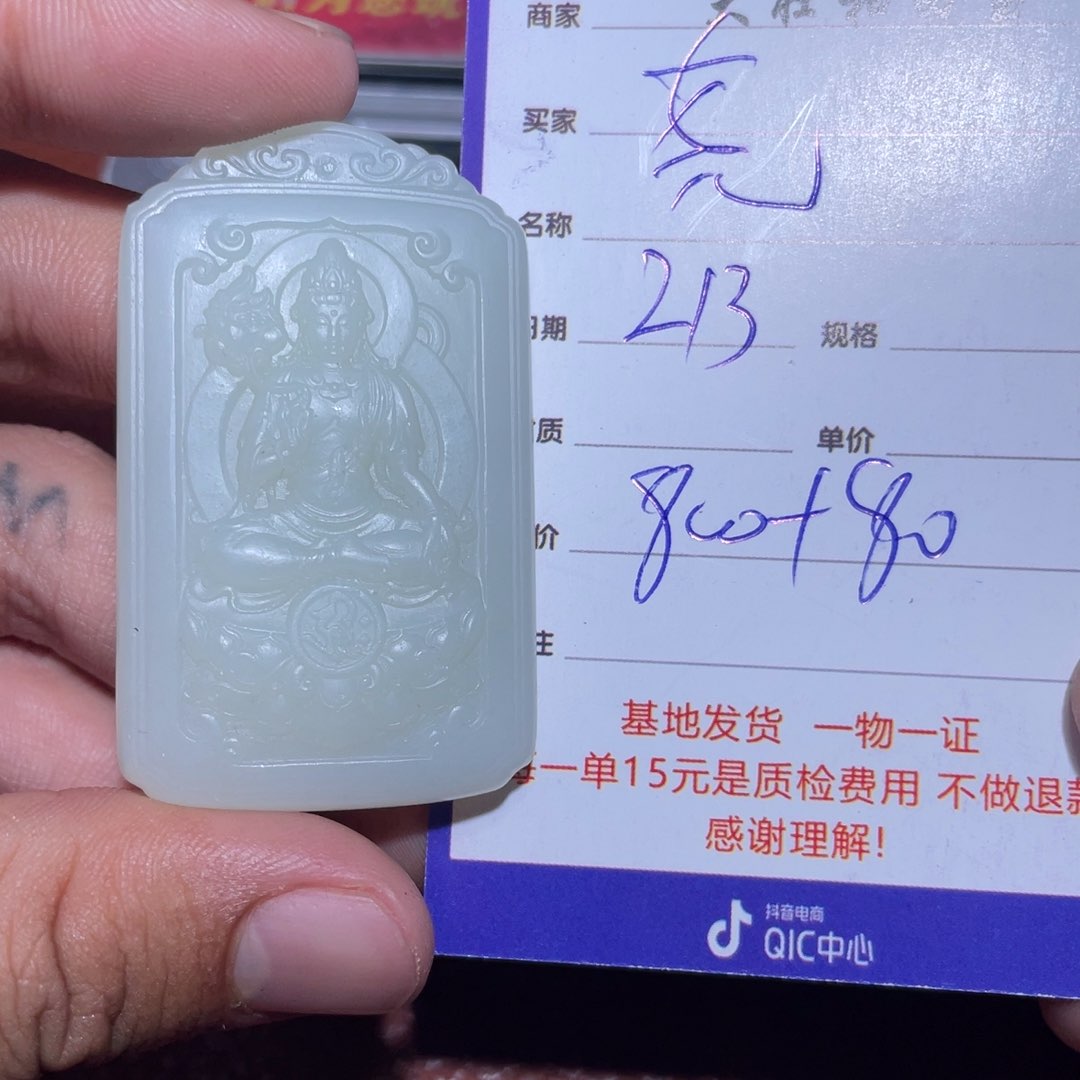 商家
买家 亮
名称
日期 213 规格
质 单价
价 800+80
注
基地发货 一物一证
每一单15元是质检费用 不做退款
感谢理解!
抖音电商
QIC中心